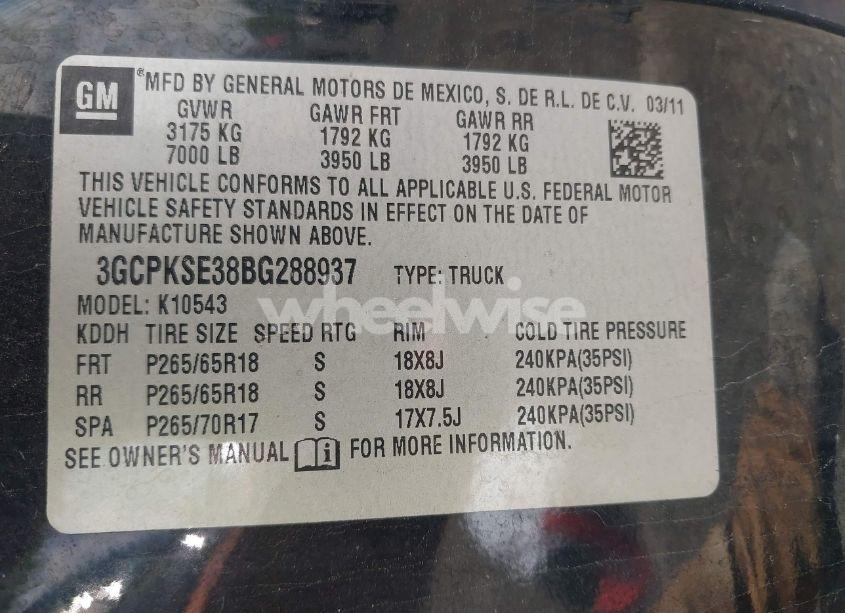 GM
®MFD BY GENERAL MOTORS DE MEXICO, S. DE R.L. DE C.V. 03/11
GVWR GAWR FRT GAWR RR
3175 KG 1792 KG 1792 KG
7000 LB 3950 LB 3950 LB
THIS VEHICLE CONFORMS TO ALL APPLICABLE U.S. FEDERAL MOTOR
VEHICLE SAFETY STANDARDS IN EFFECT ON THE DATE OF
MANUFACTURE SHOWN ABOVE.
3GCPKSE38BG288937 TYPE: TRUCK
MODEL: K10543
wheelwise
KDDH TIRE SIZE SPEED RTG RIM COLD TIRE PRESSURE
FRT P265/65R18 S 18X8J 240KPA(35PSI)
RR P265/65R18 S 18X8J 240KPA(35PSI)
SPA P265/70R17 S 17X7.5J 240KPA(35PSI)
SEE OWNER'S MANUAL i FOR MORE INFORMATION.